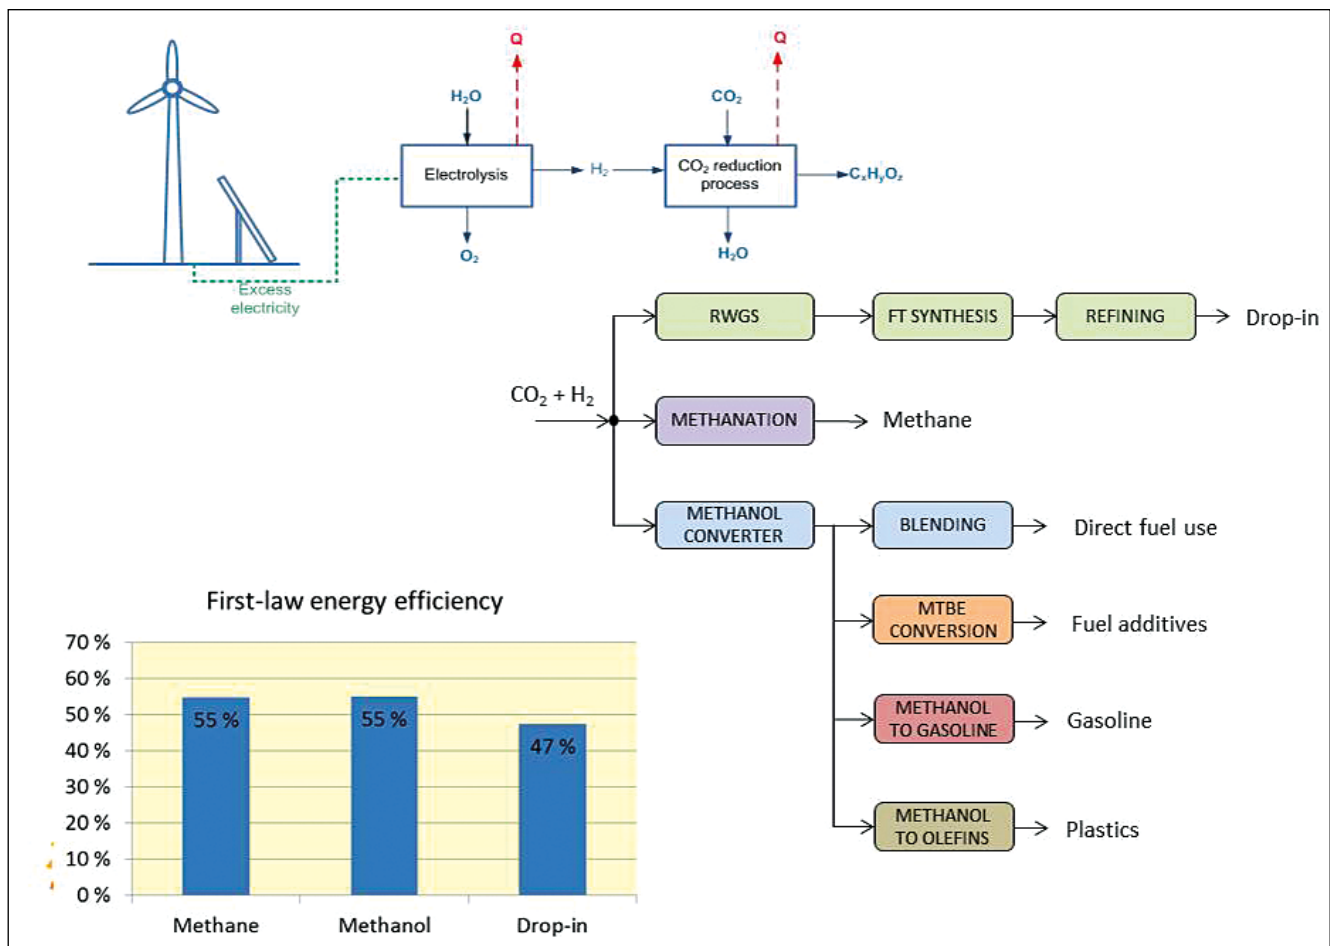 Q
Q
H₂O
CO₂
Electrolysis
H₂
CO₂ reduction
process
CₓHᵧO_z
O₂
H₂O
Excess
electricity
RWGS
FT SYNTHESIS
REFINING
Drop-in
CO₂ + H₂
METHANATION
Methane
METHANOL
CONVERTER
BLENDING
Direct fuel use
MTBE
CONVERSION
Fuel additives
METHANOL
TO GASOLINE
Gasoline
METHANOL
TO OLEFINS
Plastics
First-law energy efficiency
70 %
60 %
50 %
40 %
30 %
20 %
10 %
0 %
55 %
55 %
47 %
Methane
Methanol
Drop-in